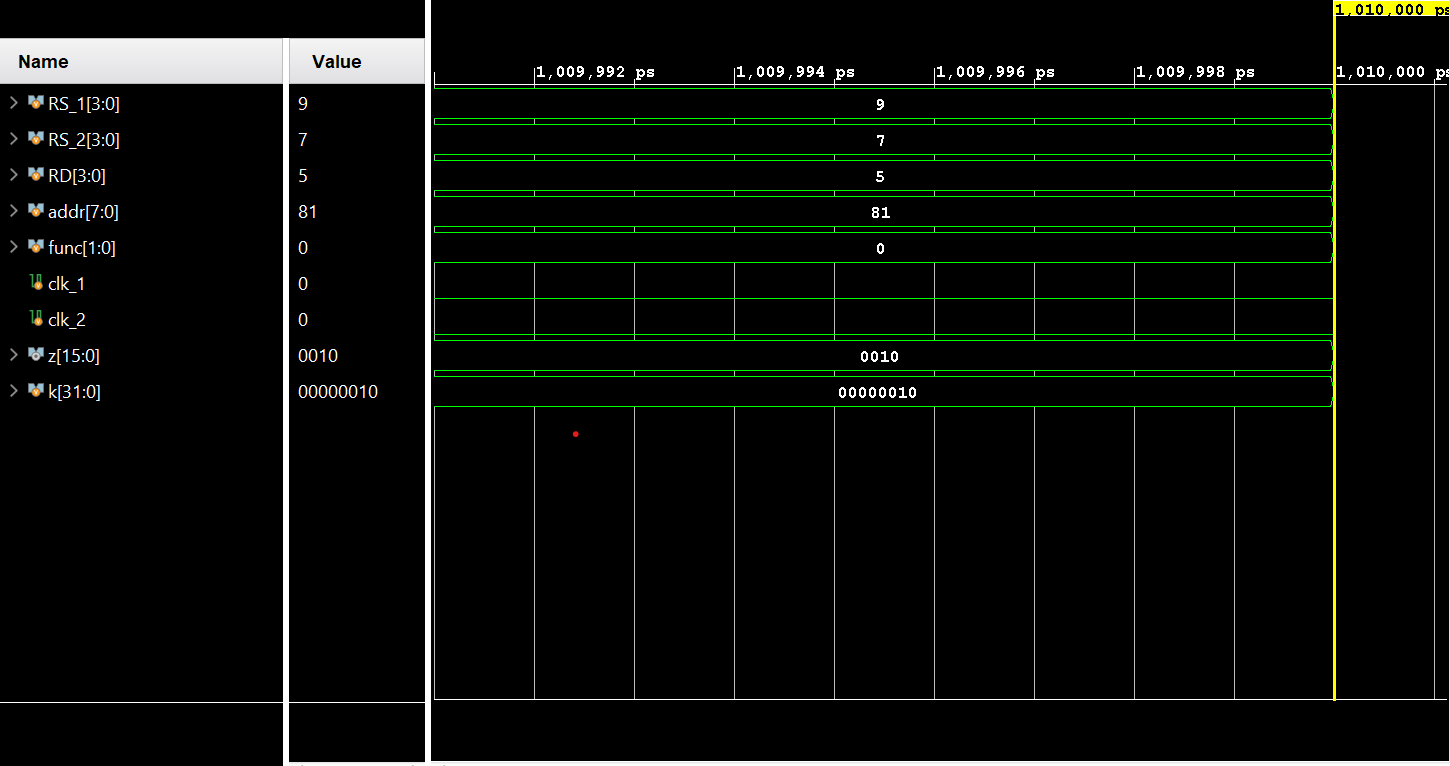 1,010,000 ps
Name Value
1,009,992 ps 1,009,994 ps 1,009,996 ps 1,009,998 ps 1,010,000 ps
RS_1[3:0] 9 9
RS_2[3:0] 7 7
RD[3:0] 5 5
addr[7:0] 81 81
func[1:0] 0 0
clk_1 0
clk_2 0
z[15:0] 0010 0010
k[31:0] 00000010 00000010